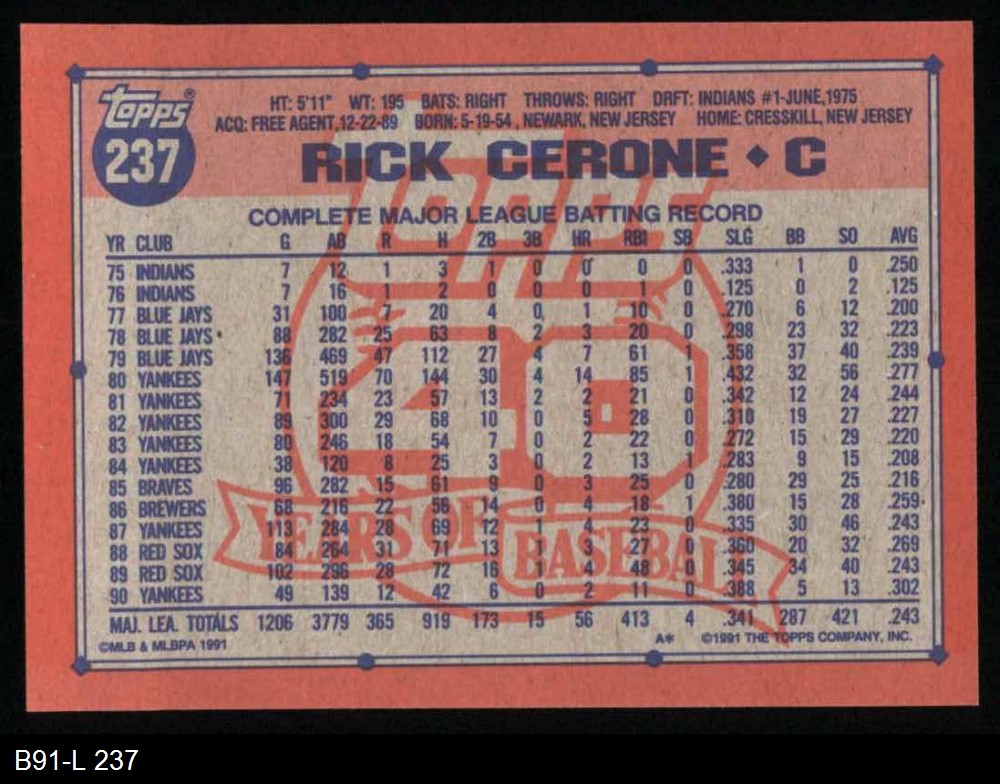 Topps®
237
HT: 5'11" WT: 195 BATS: RIGHT THROWS: RIGHT DRFT: INDIANS #1-JUNE, 1975
ACQ: FREE AGENT, 12-22-89 BORN: 5-19-54, NEWARK, NEW JERSEY HOME: CRESSKILL, NEW JERSEY
RICK CERONE ◆ C
TOPPS
40
YEARS OF BASEBALL
COMPLETE MAJOR LEAGUE BATTING RECORD
YR CLUB G AB R H 2B 3B HR RBI SB SLG BB SO AVG
75 INDIANS 7 12 1 3 1 0 0 0 0 .333 1 0 .250
76 INDIANS 7 16 1 2 0 0 0 1 0 .125 0 2 .125
77 BLUE JAYS 31 100 7 20 4 0 1 10 0 .270 6 12 .200
78 BLUE JAYS 88 282 25 63 8 2 3 20 0 .298 23 32 .223
79 BLUE JAYS 136 469 47 112 27 4 7 61 1 .358 37 40 .239
80 YANKEES 147 519 70 144 30 4 14 85 1 .432 32 56 .277
81 YANKEES 71 234 23 57 13 2 2 21 0 .342 12 24 .244
82 YANKEES 89 300 29 68 10 0 5 28 0 .310 19 27 .227
83 YANKEES 80 246 18 54 7 0 2 22 0 .272 15 29 .220
84 YANKEES 38 120 8 25 3 0 2 13 1 .283 9 15 .208
85 BRAVES 96 282 15 61 9 0 3 25 0 .280 29 25 .216
86 BREWERS 68 216 22 56 14 0 4 18 1 .380 15 28 .259
87 YANKEES 113 284 28 69 12 1 4 23 0 .335 30 46 .243
88 RED SOX 84 264 31 71 13 1 3 27 0 .360 20 32 .269
89 RED SOX 102 296 28 72 16 1 4 48 0 .345 34 40 .243
90 YANKEES 49 139 12 42 6 0 2 11 0 .388 5 13 .302
MAJ. LEA. TOTALS 1206 3779 365 919 173 15 56 413 4 .341 287 421 .243
©MLB & MLBPA 1991 A* ©1991 THE TOPPS COMPANY, INC.
B91-L 237